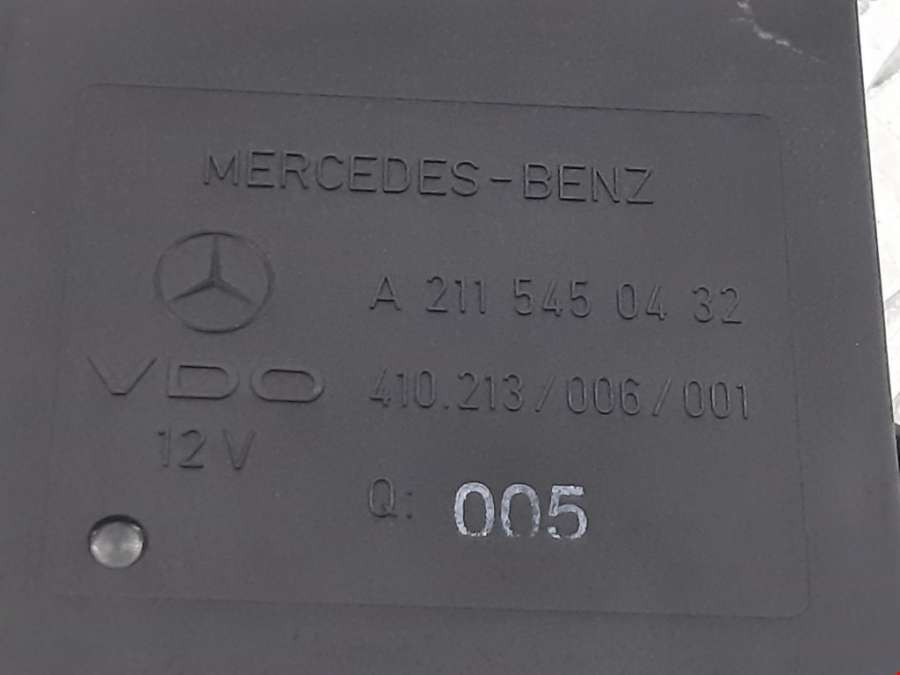 MERCEDES-BENZ
A 211 545 04 32
VDO 410.213/006/001
12 V
Q: 005